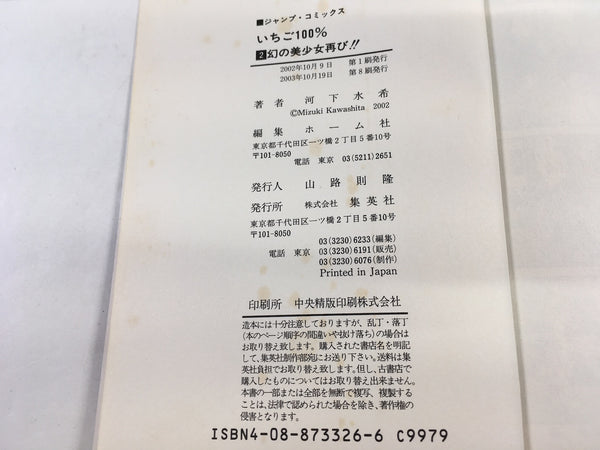 ■ジャンプ・コミックス
いちご100%
2幻の美少女再び!!
2002年10月9日 第1刷発行
2003年10月19日 第8刷発行
著者 河下水希
©Mizuki Kawashita 2002
編集 ホーム社
東京都千代田区一ツ橋2丁目5番10号
〒101-8050
電話 東京 03(5211)2651
発行人 山路則隆
発行所 株式会社 集英社
東京都千代田区一ツ橋2丁目5番10号
〒101-8050
03(3230)6233(編集)
電話 東京 03(3230)6191(販売)
03(3230)6076(制作)
Printed in Japan
印刷所 中央精版印刷株式会社
造本には十分注意しておりますが、乱丁・落丁
(本のページ順序の間違いや抜け落ち)の場合は
お取り替え致します。購入された書店名を明記
して、集英社制作部宛にお送り下さい。送料は集
英社負担でお取り替え致します。但し、古書店で
購入したものについてはお取り替え出来ません。
本書の一部または全部を無断で複写、複製する
ことは、法律で認められた場合を除き、著作権の
侵害となります。
ISBN4-08-873326-6 C9979